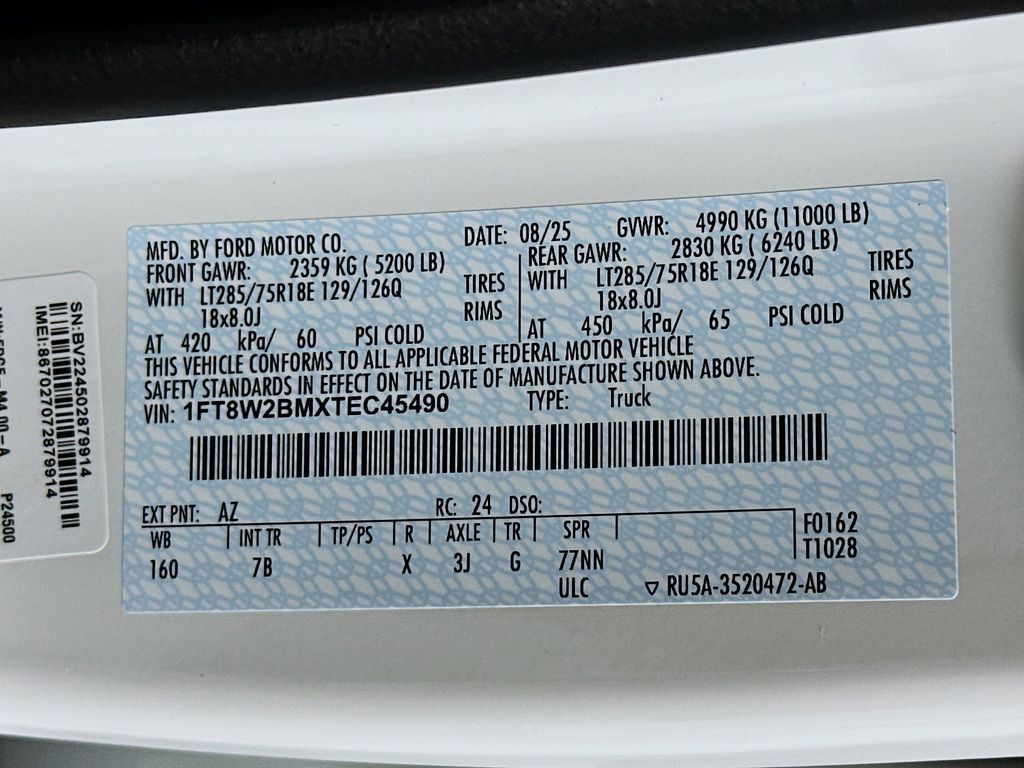 MFD. BY FORD MOTOR CO.
DATE: 08/25
GVWR: 4990 KG (11000 LB)
FRONT GAWR: 2359 KG ( 5200 LB)
WITH LT285/75R18E 129/126Q TIRES
18x8.0J RIMS
AT 420 kPa/ 60 PSI COLD
REAR GAWR: 2830 KG ( 6240 LB)
WITH LT285/75R18E 129/126Q TIRES
18x8.0J RIMS
AT 450 kPa/ 65 PSI COLD
THIS VEHICLE CONFORMS TO ALL APPLICABLE FEDERAL MOTOR VEHICLE
SAFETY STANDARDS IN EFFECT ON THE DATE OF MANUFACTURE SHOWN ABOVE.
VIN: 1FT8W2BMXTEC45490 TYPE: Truck
EXT PNT: AZ RC: 24 DSO:
WB INT TR TP/PS R AXLE TR SPR
160 7B X 3J G 77NN
ULC
F0162
T1028
▽ RU5A-3520472-AB
SN:BV224502879914
IMEI:867027072879914
P24500